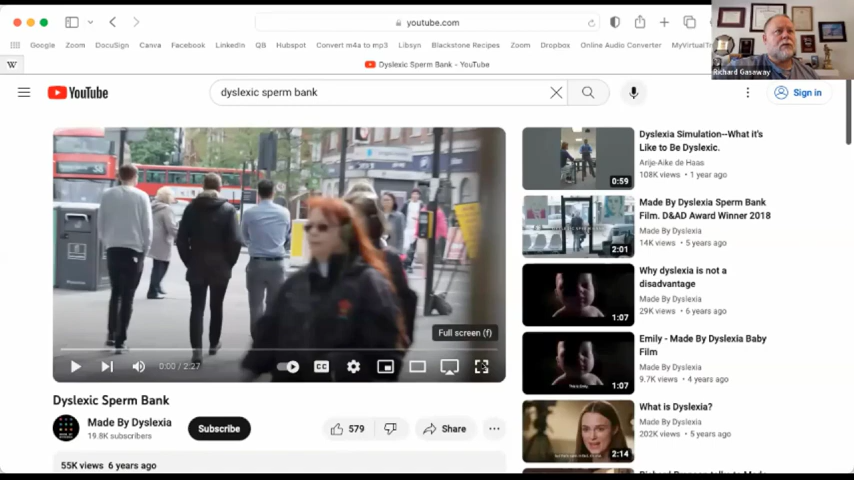 youtube.com
Google Zoom DocuSign Canva Facebook LinkedIn QB Hubspot Convert m4a to mp3 Libsyn Blackstone Recipes Zoom Dropbox Online Audio Converter MyVirtualT
W
Dyslexic Sperm Bank - YouTube
Richard Gasaway
YouTube
dyslexic sperm bank
Sign in
Full screen (f)
0:00 / 2:27
CC
Dyslexic Sperm Bank
Made By Dyslexia
19.8K subscribers
Subscribe
579
Share
55K views 6 years ago
Dyslexia Simulation--What it's
Like to Be Dyslexic.
Arije-Aike de Haas
108K views • 1 year ago
0:59
Made By Dyslexia Sperm Bank
Film. D&AD Award Winner 2018
Made By Dyslexia
14K views • 5 years ago
2:01
Why dyslexia is not a
disadvantage
Made By Dyslexia
29K views • 6 years ago
1:07
Emily - Made By Dyslexia Baby
Film
Made By Dyslexia
9.7K views • 4 years ago
1:07
What is Dyslexia?
Made By Dyslexia
202K views • 5 years ago
2:14